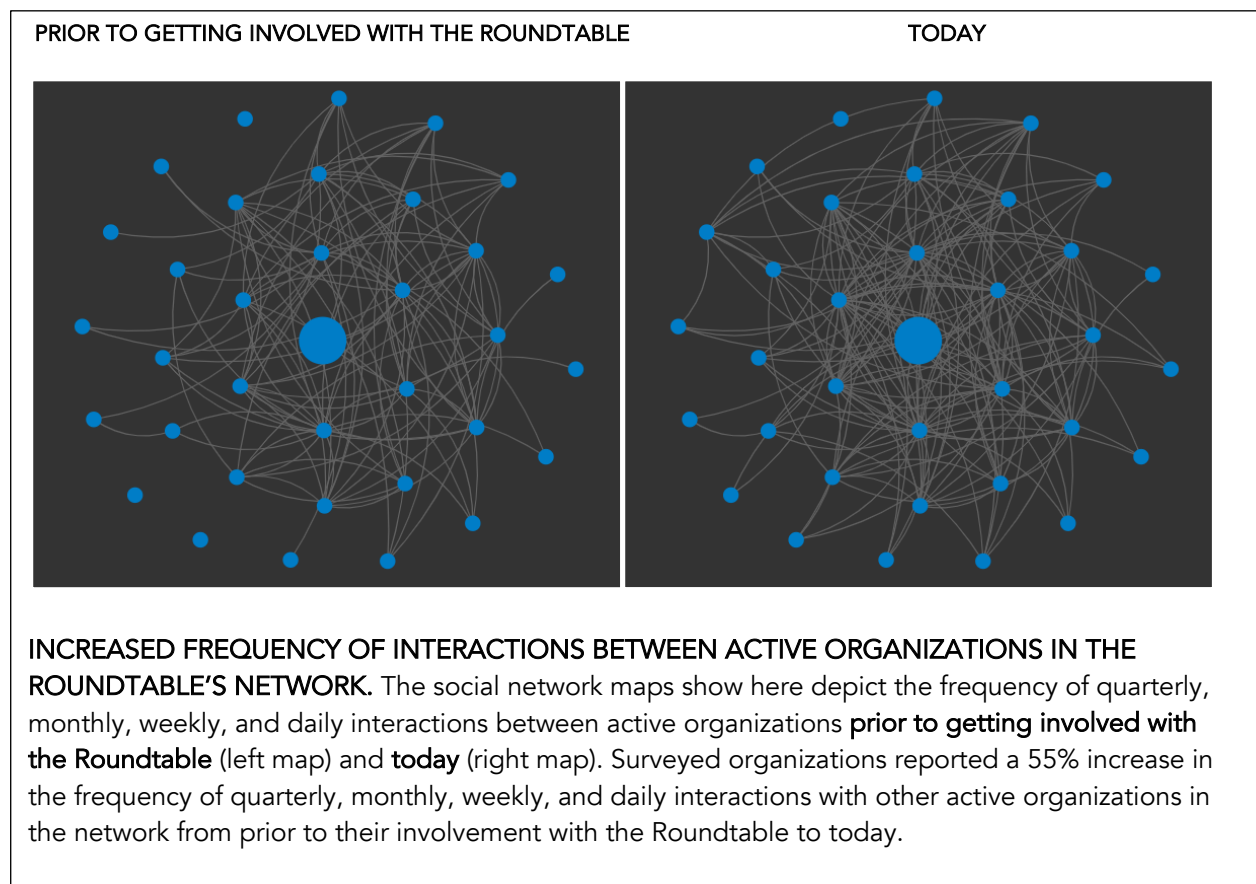 PRIOR TO GETTING INVOLVED WITH THE ROUNDTABLE
TODAY
INCREASED FREQUENCY OF INTERACTIONS BETWEEN ACTIVE ORGANIZATIONS IN THE
ROUNDTABLE’S NETWORK. The social network maps show here depict the frequency of quarterly,
monthly, weekly, and daily interactions between active organizations prior to getting involved with
the Roundtable (left map) and today (right map). Surveyed organizations reported a 55% increase in
the frequency of quarterly, monthly, weekly, and daily interactions with other active organizations in
the network from prior to their involvement with the Roundtable to today.